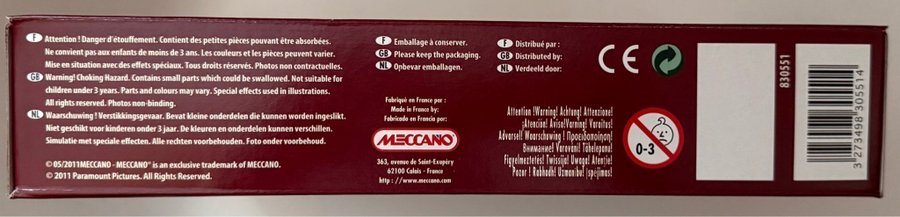 F Attention ! Danger d'étouffement. Contient des petites pièces pouvant être absorbées.
Ne convient pas aux enfants de moins de 3 ans. Les couleurs et les pièces peuvent varier.
Mise en situation avec des effets spéciaux. Tous droits réservés. Photos non contractuelles.
GB Warning! Choking Hazard. Contains small parts which could be swallowed. Not suitable for
children under 3 years. Parts and colours may vary. Special effects used in illustrations.
All rights reserved. Photos non-binding.
NL Waarschuwing ! Verstikkingsgevaar. Bevat kleine onderdelen die kunnen worden ingeslikt.
Niet geschikt voor kinderen onder 3 jaar. De kleuren en onderdelen kunnen verschillen.
Simulatie met speciale effecten. Alle rechten voorbehouden. Foto onder voorbehoud.
© 05/2011MECCANO - MECCANO® is an exclusive trademark of MECCANO.
© 2011 Paramount Pictures. All Rights Reserved.
F Emballage à conserver.
GB Please keep the packaging.
NL Opbevar emballagen.
Fabriqué en France par :
Made in France by:
Fabricado en Francia por:
MECCANO
363, avenue de Saint-Exupéry
62100 Calais - France
http : //www.meccano.com
F Distribué par :
GB Distributed by:
NL Verdeeld door:
CE
Attention !Warning! Achtung! Attenzione!
¡Atención! Aviso!Warning! Varoitus!
Advarsel! Waarschuwing ! Προειδοποίηση!
Внимание! Varování! Tähelepanu!
Figyelmeztetés! Twissija! Uwaga! Atenție!
Pozor ! Rabhadh! Uzmanību! ¡spėjimas!
0-3
830551
3 273498 305514